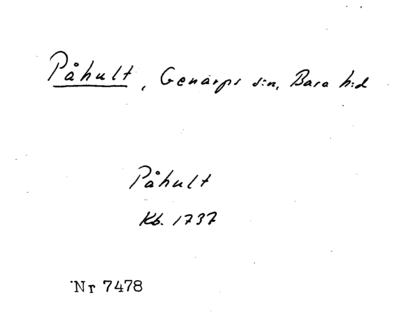 Påhult, Genarps s:n, Bara h:d
Påhult
Kb. 1737
Nr 7478